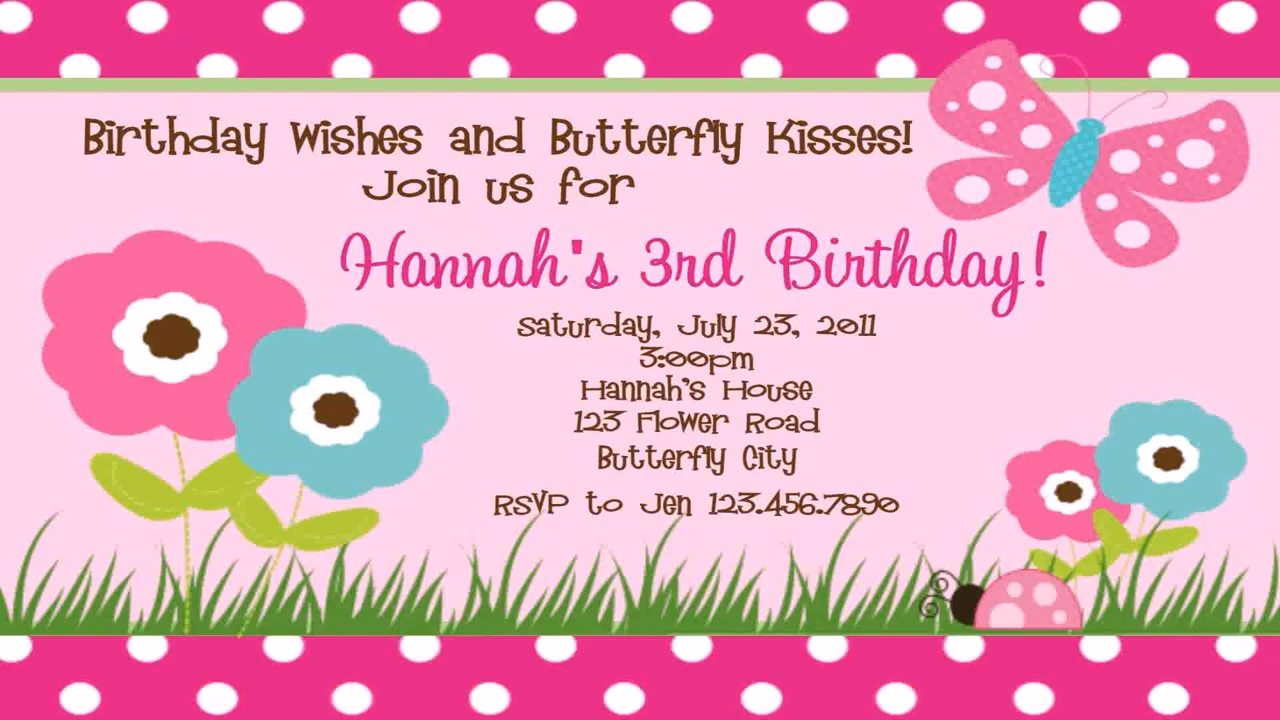 Birthday Wishes and Butterfly Kisses!
Join us for
Hannah's 3rd Birthday!
Saturday, July 23, 2011
3:00pm
Hannah's House
123 Flower Road
Butterfly City
RSVP to Jen 123.456.7890